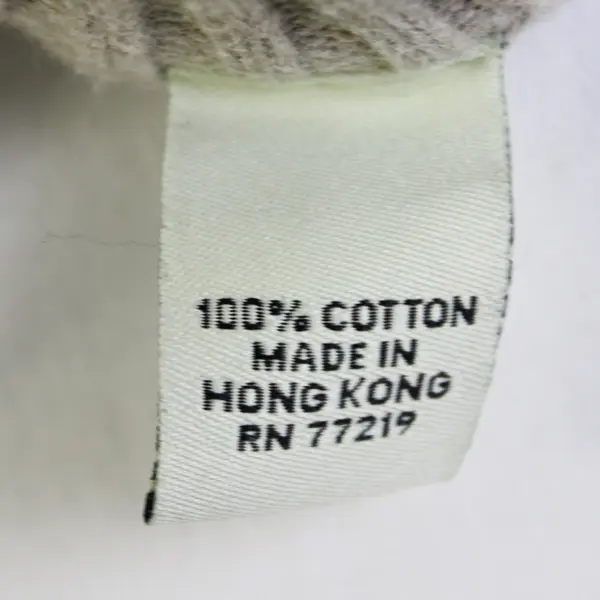 100% COTTON
MADE IN
HONG KONG
RN 77219